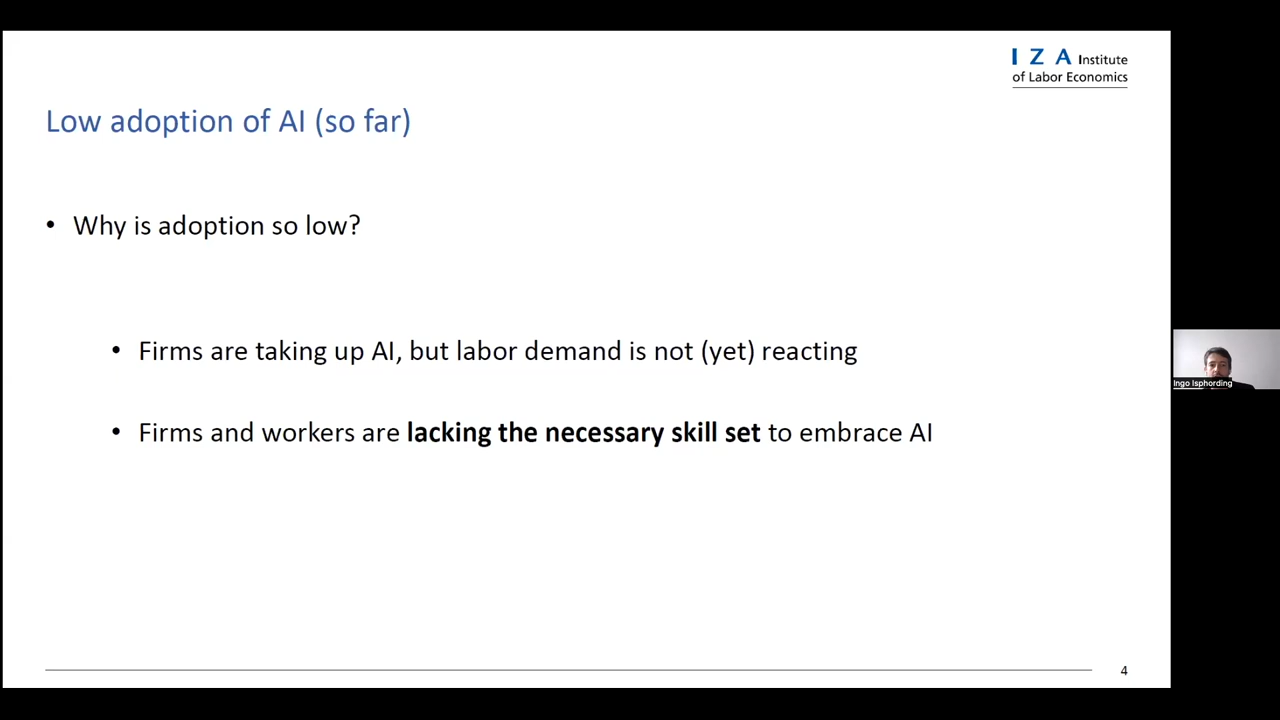 I Z A Institute
of Labor Economics
Low adoption of AI (so far)
• Why is adoption so low?
• Firms are taking up AI, but labor demand is not (yet) reacting
• Firms and workers are lacking the necessary skill set to embrace AI
Ingo Isphording
4